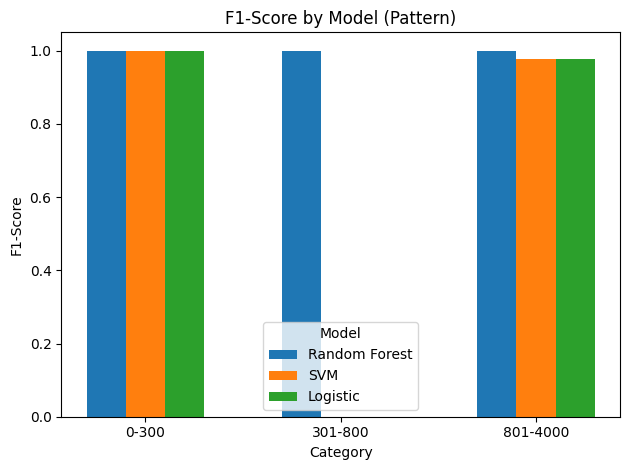 F1-Score by Model (Pattern)
F1-Score
1.0
0.8
0.6
0.4
0.2
0.0
Model
Random Forest
SVM
Logistic
0-300
301-800
801-4000
Category